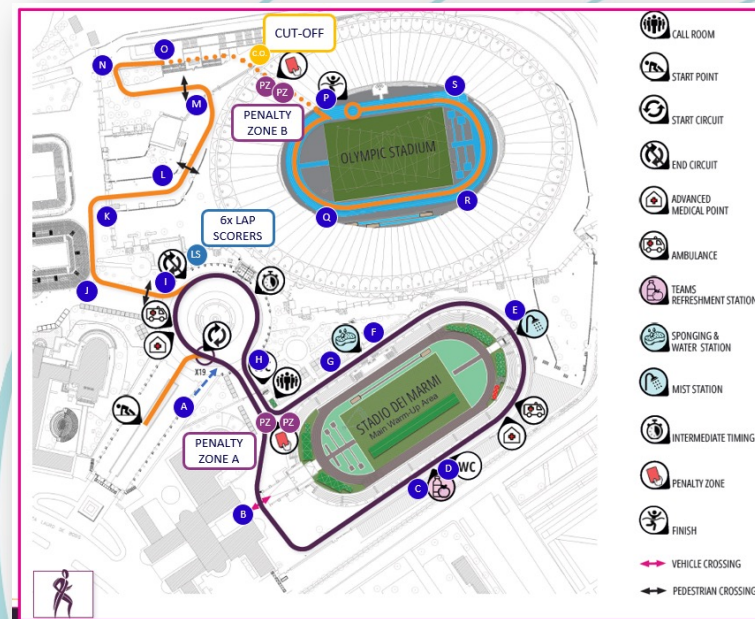 CUT-OFF
C.O.
O
N
PZ
PZ
P
S
M
PENALTY
ZONE B
OLYMPIC STADIUM
L
K
Q
R
6x LAP
SCORERS
LS
I
J
E
F
H
G
X19
A
STADIO DEI MARMI
Main Warm-Up Area
PZ
PZ
PENALTY
ZONE A
D
WC
C
B
CALL ROOM
START POINT
START CIRCUIT
END CIRCUIT
ADVANCED
MEDICAL POINT
AMBULANCE
TEAMS
REFRESHMENT STATION
SPONGING &
WATER STATION
MIST STATION
INTERMEDIATE TIMING
PENALTY ZONE
FINISH
VEHICLE CROSSING
PEDESTRIAN CROSSING